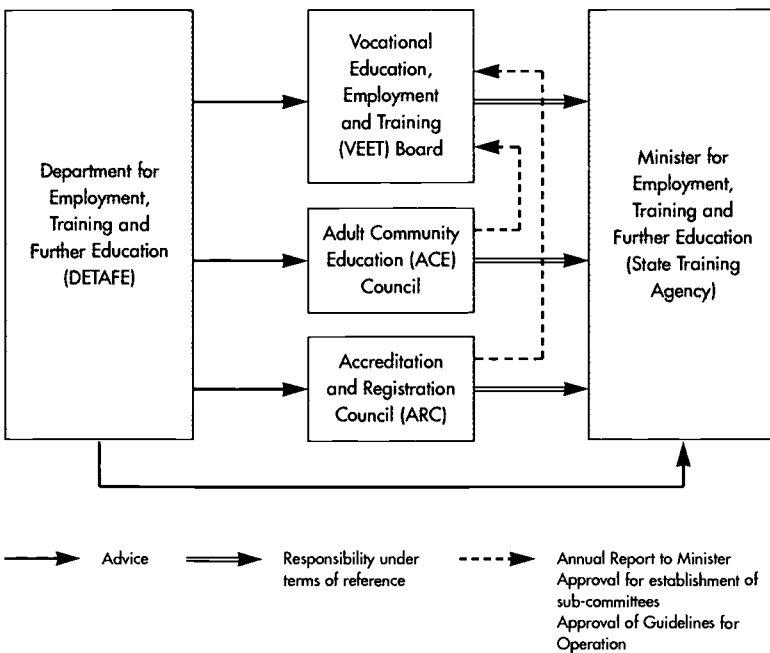 Department for
Employment,
Training and
Further Education
(DETAFE)
Vocational
Education,
Employment
and Training
(VEET) Board
Adult Community
Education (ACE)
Council
Accreditation
and Registration
Council (ARC)
Minister for
Employment,
Training and
Further Education
(State Training
Agency)
Advice
Responsibility under
terms of reference
Annual Report to Minister
Approval for establishment of
sub-committees
Approval of Guidelines for
Operation